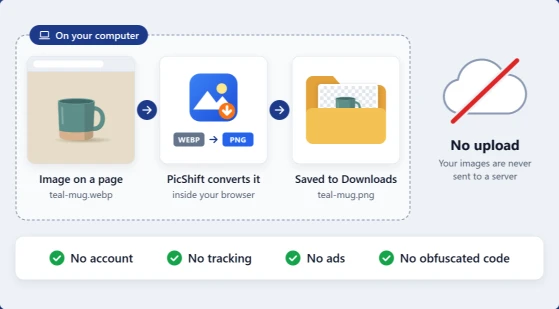 On your computer
WEBP
PNG
Image on a page
teal-mug.webp
PicShift converts it
inside your browser
Saved to Downloads
teal-mug.png
No upload
Your images are never
sent to a server
No account
No tracking
No ads
No obfuscated code